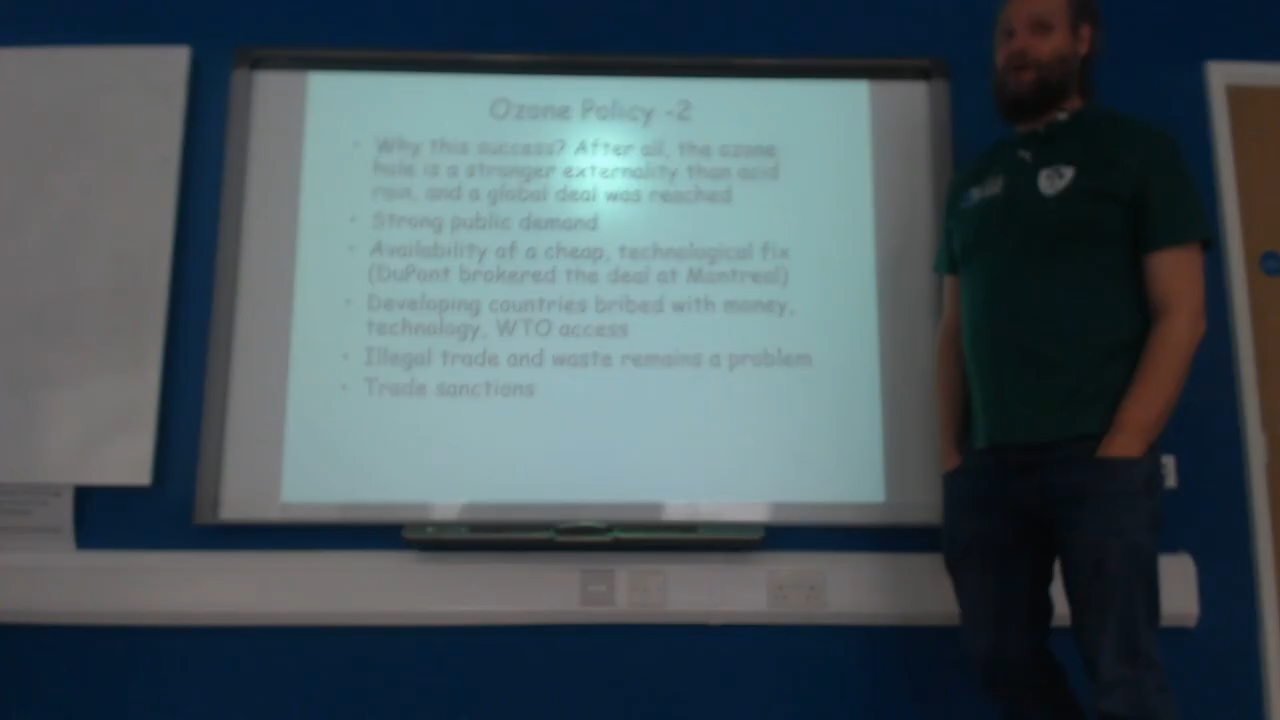 Ozone Policy -2
• Why this success? After all, the ozone
hole is a stronger externality than acid
rain, and a global deal was reached
• Strong public demand
• Availability of a cheap, technological fix
(DuPont brokered the deal at Montreal)
• Developing countries bribed with money,
technology, WTO access
• Illegal trade and waste remains a problem
• Trade sanctions